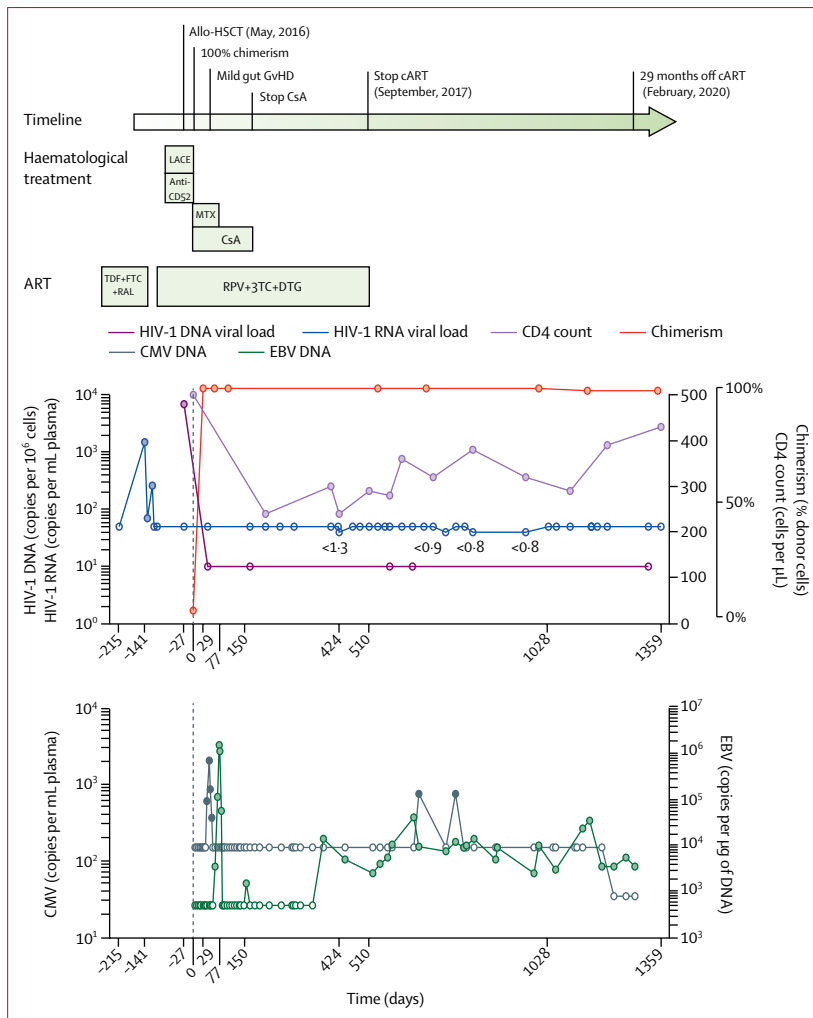 Allo-HSCT (May, 2016)
100% chimerism
Mild gut GvHD
Stop CsA
Stop cART
(September, 2017)
29 months off cART
(February, 2020)
Timeline
Haematological
treatment
LACE
Anti-
CD52
MTX
CsA
ART
TDF+FTC
+RAL
RPV+3TC+DTG
HIV-1 DNA viral load
HIV-1 RNA viral load
CD4 count
Chimerism
CMV DNA
EBV DNA
HIV-1 DNA (copies per 10⁶ cells)
HIV-1 RNA (copies per mL plasma)
10⁴
10³
10²
10¹
10⁰
500
400
300
200
100
0
100%
50%
0%
Chimerism (% donor cells)
CD4 count (cells per µL)
<1·3
<0·9
<0·8
<0·8
−215
−141
−27
0
29
77
150
424
510
1028
1359
CMV (copies per mL plasma)
10⁴
10³
10²
10¹
10⁷
10⁶
10⁵
10⁴
10³
10³
EBV (copies per µg of DNA)
−215
−141
−27
0
29
77
150
424
510
1028
1359
Time (days)